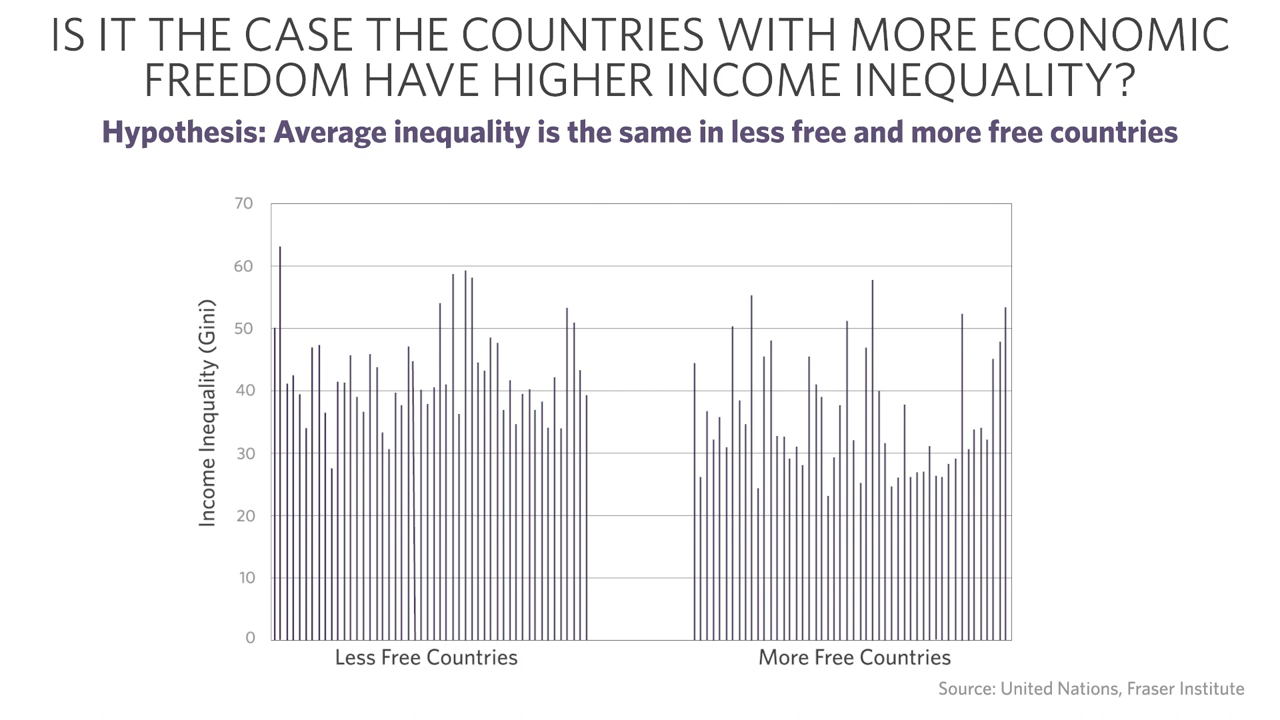 IS IT THE CASE THE COUNTRIES WITH MORE ECONOMIC
FREEDOM HAVE HIGHER INCOME INEQUALITY?
Hypothesis: Average inequality is the same in less free and more free countries
Income Inequality (Gini)
70
60
50
40
30
20
10
0
Less Free Countries
More Free Countries
Source: United Nations, Fraser Institute